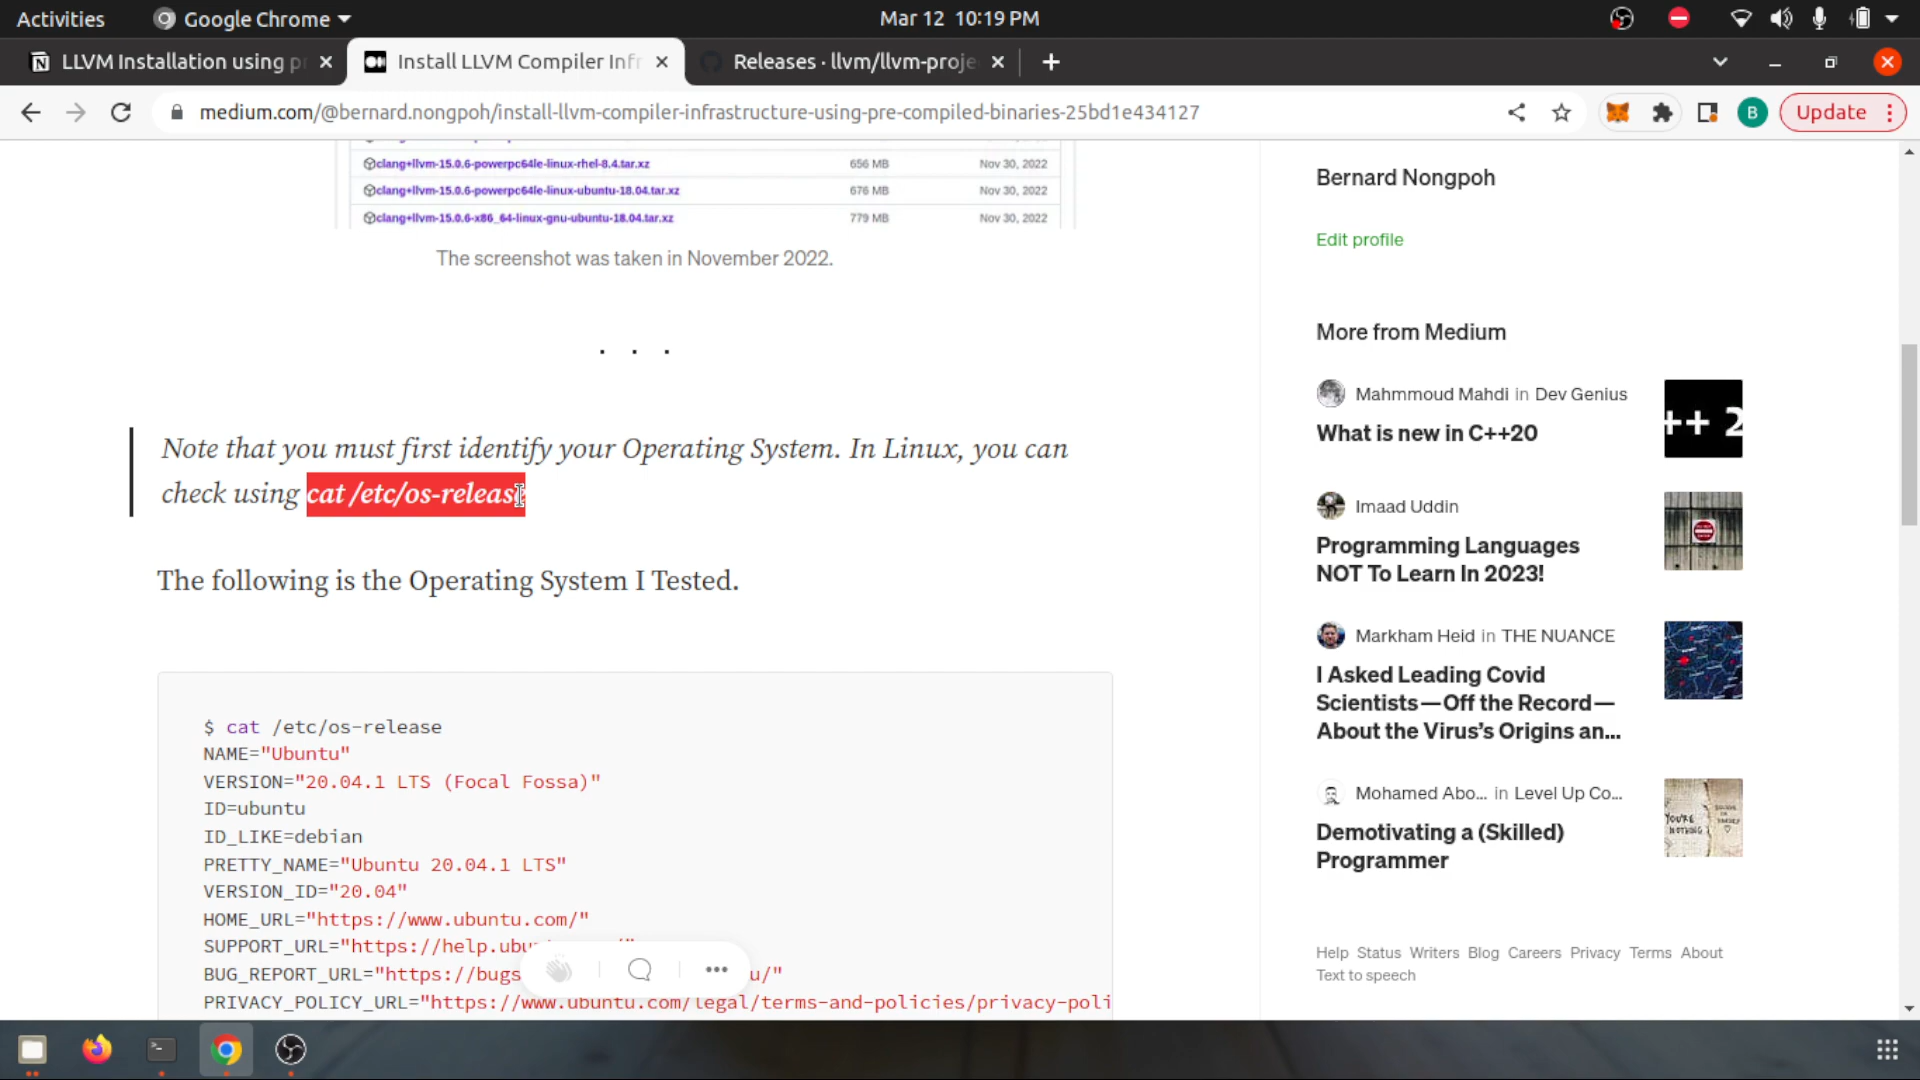 Activities
Google Chrome
Mar 12 10:19 PM
LLVM Installation using p
Install LLVM Compiler Infr
Releases · llvm/llvm-proje
medium.com/@bernard.nongpoh/install-llvm-compiler-infrastructure-using-pre-compiled-binaries-25bd1e434127
B
Update
clang+llvm-15.0.6-powerpc64le-linux-rhel-8.4.tar.xz 656 MB Nov 30, 2022
clang+llvm-15.0.6-powerpc64le-linux-ubuntu-18.04.tar.xz 676 MB Nov 30, 2022
clang+llvm-15.0.6-x86_64-linux-gnu-ubuntu-18.04.tar.xz 779 MB Nov 30, 2022
The screenshot was taken in November 2022.
. . .
Note that you must first identify your Operating System. In Linux, you can
check using cat /etc/os-release
The following is the Operating System I Tested.
$ cat /etc/os-release
NAME="Ubuntu"
VERSION="20.04.1 LTS (Focal Fossa)"
ID=ubuntu
ID_LIKE=debian
PRETTY_NAME="Ubuntu 20.04.1 LTS"
VERSION_ID="20.04"
HOME_URL="https://www.ubuntu.com/"
SUPPORT_URL="https://help.ubu
BUG_REPORT_URL="https://bugs u/"
PRIVACY_POLICY_URL="https://www.ubuntu.com/legal/terms-and-policies/privacy-poli
Bernard Nongpoh
Edit profile
More from Medium
Mahmmoud Mahdi in Dev Genius
What is new in C++20
++ 2
Imaad Uddin
Programming Languages
NOT To Learn In 2023!
Markham Heid in THE NUANCE
I Asked Leading Covid
Scientists—Off the Record—
About the Virus's Origins an...
Mohamed Abo... in Level Up Co...
Demotivating a (Skilled)
Programmer
YOU'RE
NOTHING
Help Status Writers Blog Careers Privacy Terms About
Text to speech